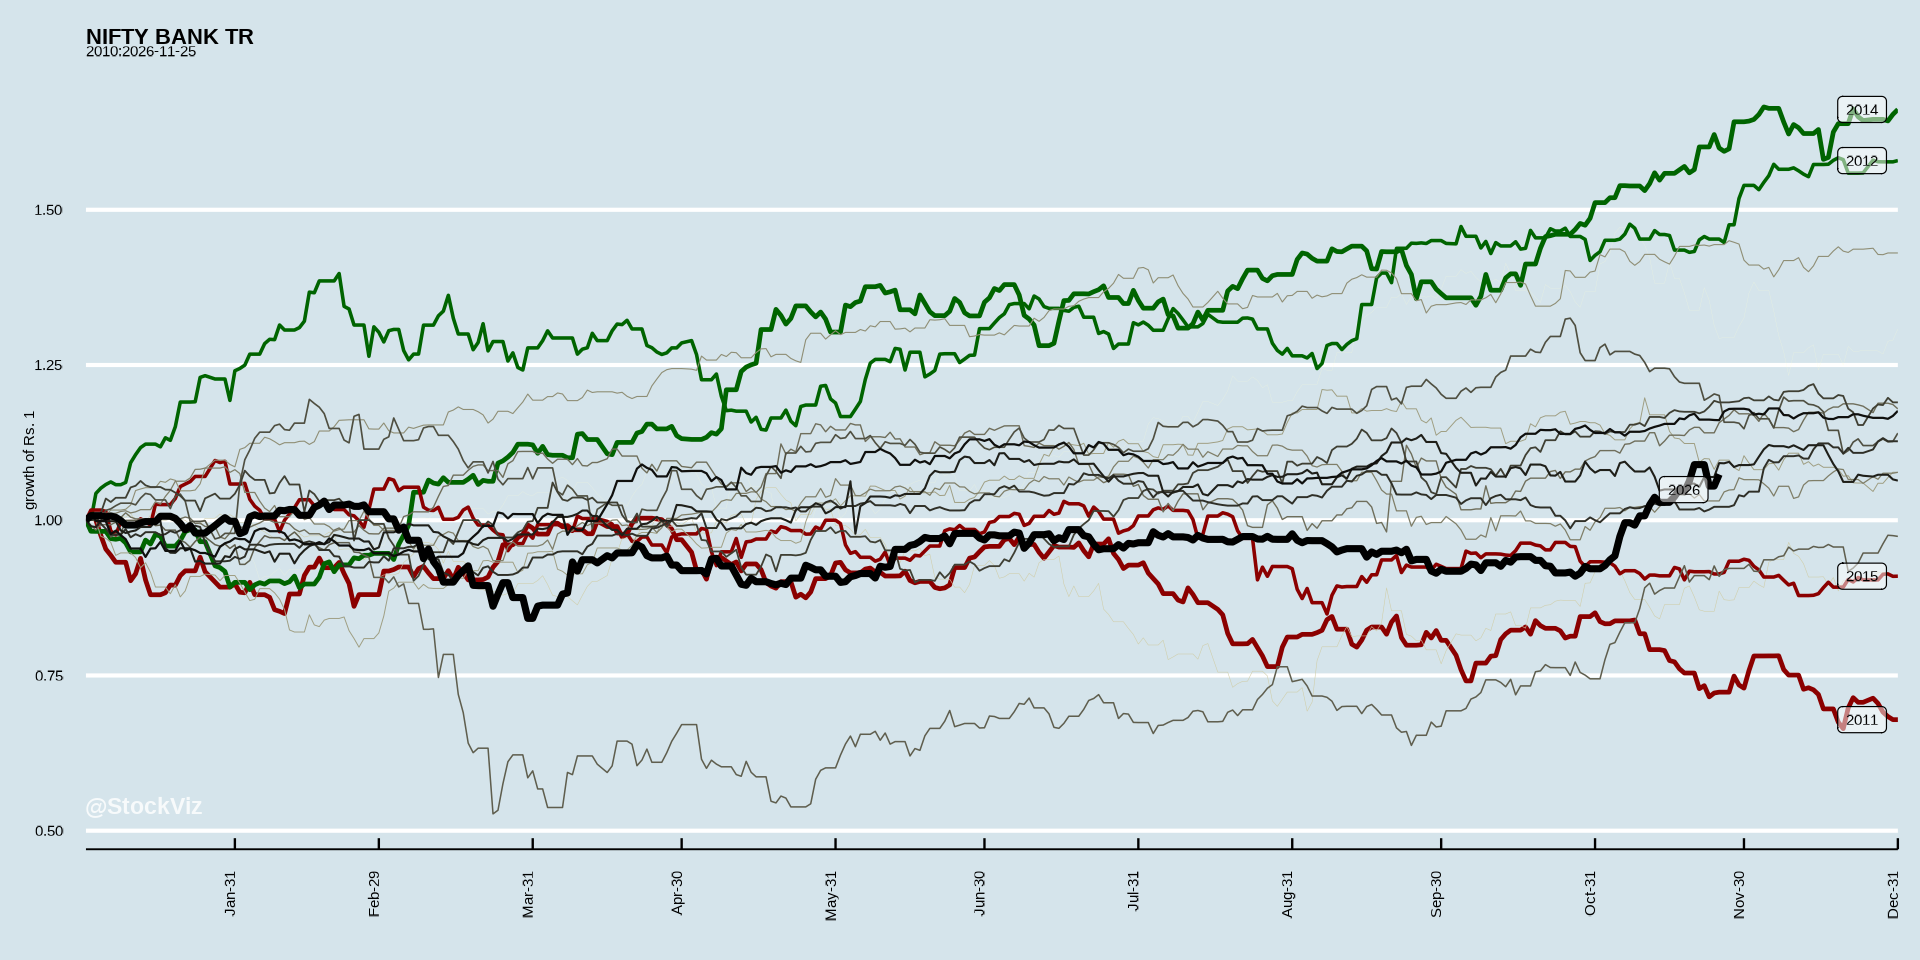 NIFTY BANK TR
2010:2026-11-25
2014
2012
1.50
1.25
growth of Rs. 1
1.00
2026
2015
0.75
2011
@StockViz
0.50
Jan-31
Feb-29
Mar-31
Apr-30
May-31
Jun-30
Jul-31
Aug-31
Sep-30
Oct-31
Nov-30
Dec-31